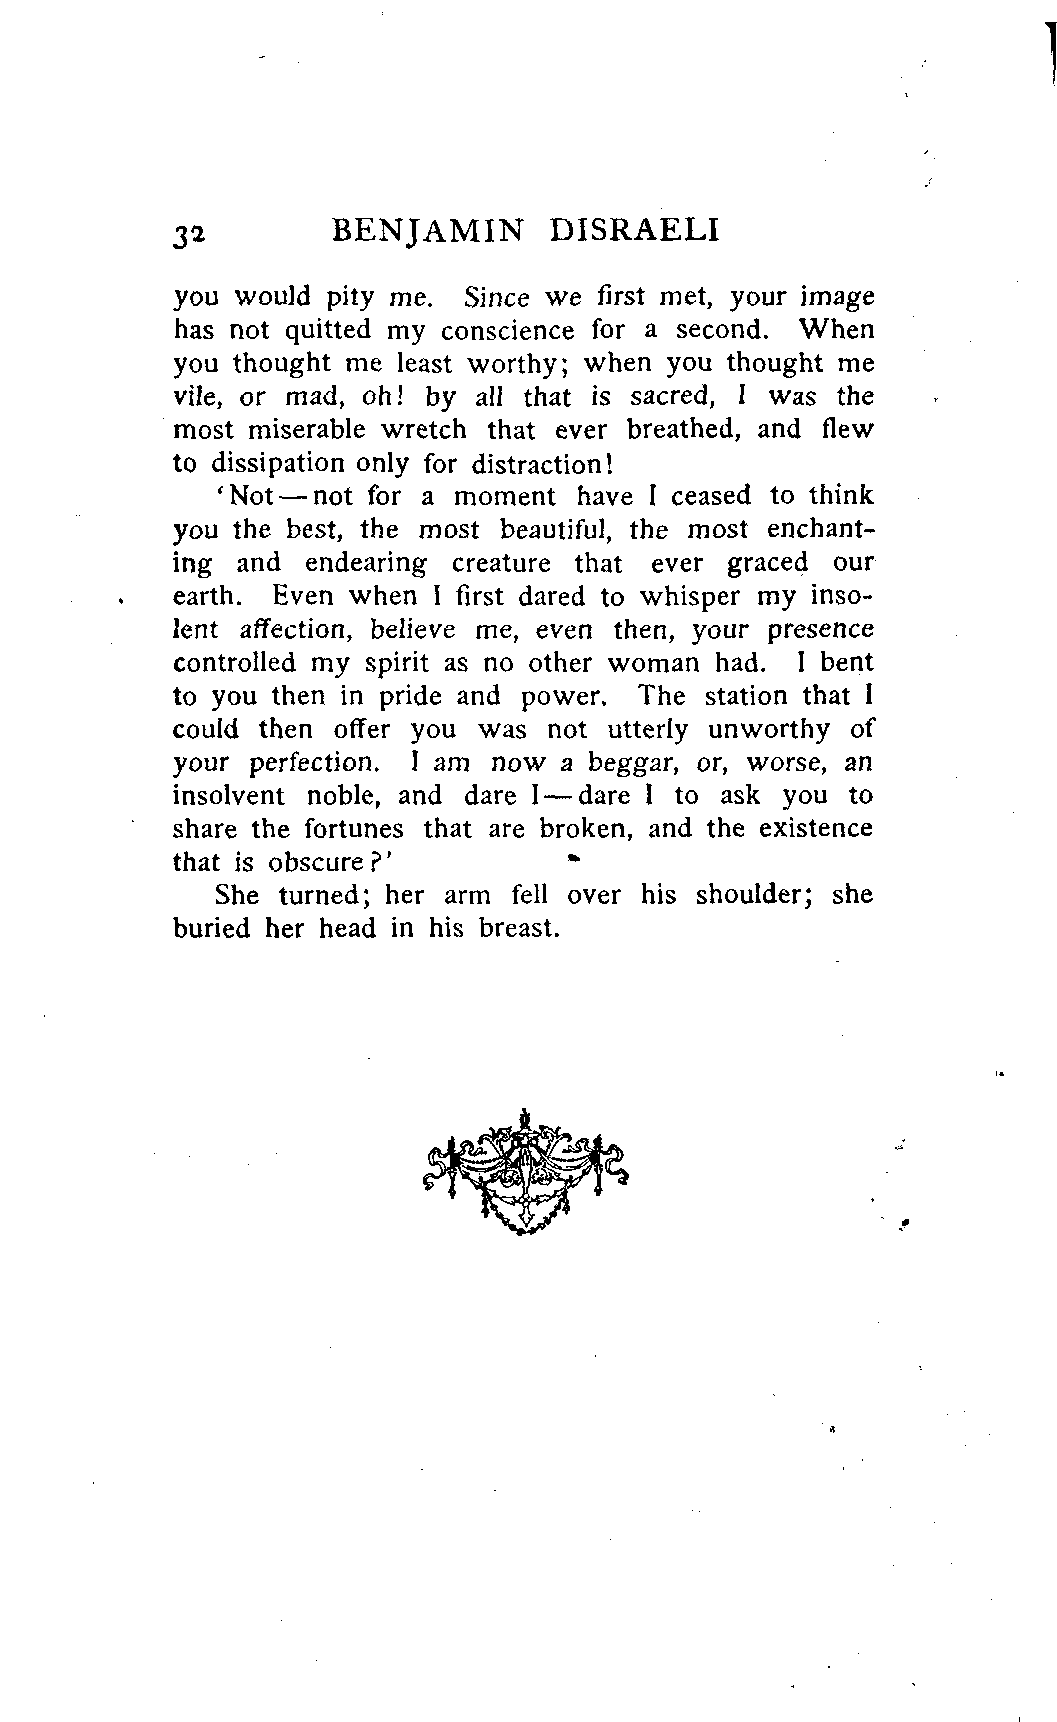 32 BENJAMIN DISRAELI
you would pity me. Since we first met, your image
has not quitted my conscience for a second. When
you thought me least worthy; when you thought me
vile, or mad, oh! by all that is sacred, I was the
most miserable wretch that ever breathed, and flew
to dissipation only for distraction!
‘Not—not for a moment have I ceased to think
you the best, the most beautiful, the most enchant-
ing and endearing creature that ever graced our
earth. Even when I first dared to whisper my inso-
lent affection, believe me, even then, your presence
controlled my spirit as no other woman had. I bent
to you then in pride and power. The station that I
could then offer you was not utterly unworthy of
your perfection. I am now a beggar, or, worse, an
insolvent noble, and dare I—dare I to ask you to
share the fortunes that are broken, and the existence
that is obscure?’
She turned; her arm fell over his shoulder; she
buried her head in his breast.